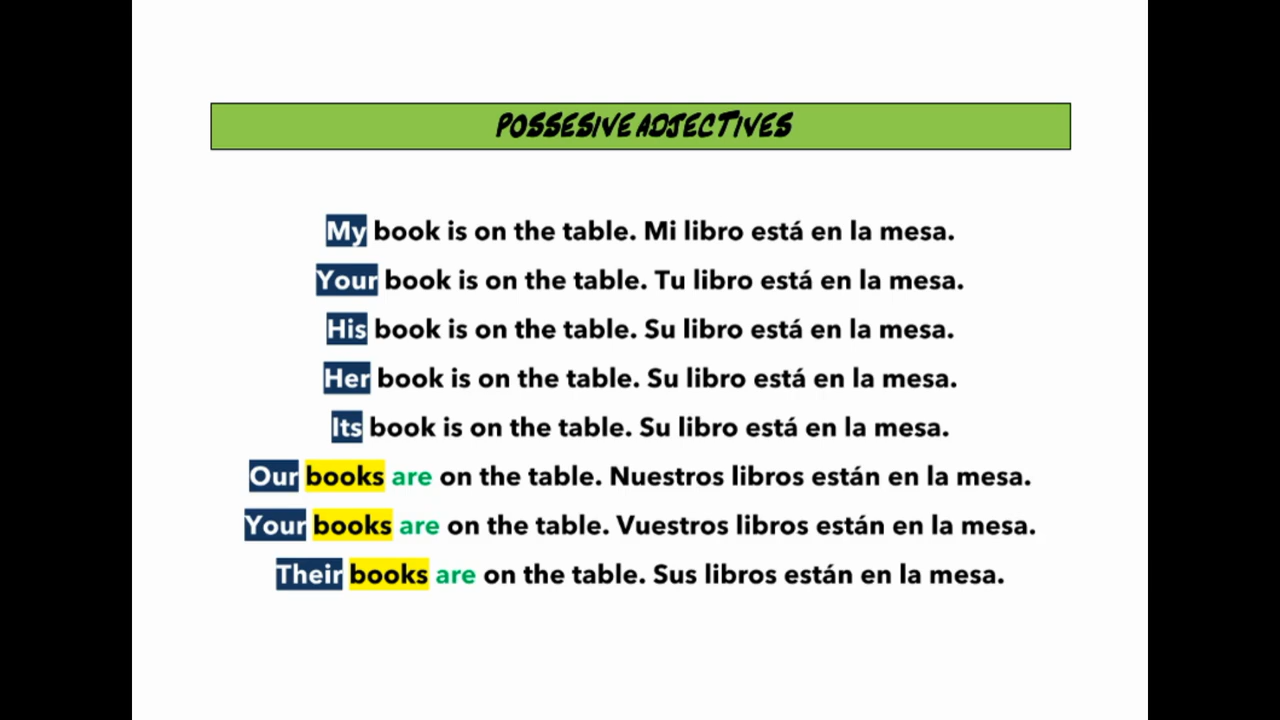 POSSESIVE ADJECTIVES
My book is on the table. Mi libro está en la mesa.
Your book is on the table. Tu libro está en la mesa.
His book is on the table. Su libro está en la mesa.
Her book is on the table. Su libro está en la mesa.
Its book is on the table. Su libro está en la mesa.
Our books are on the table. Nuestros libros están en la mesa.
Your books are on the table. Vuestros libros están en la mesa.
Their books are on the table. Sus libros están en la mesa.